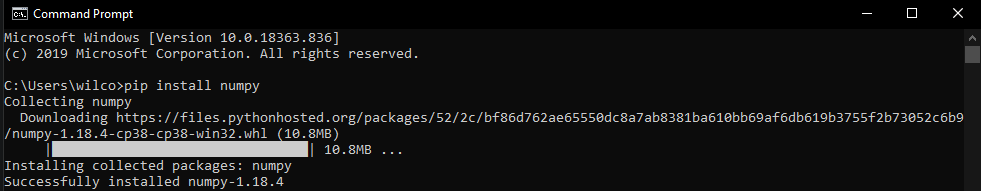 Command Prompt
Microsoft Windows [Version 10.0.18363.836]
(c) 2019 Microsoft Corporation. All rights reserved.
C:\Users\wilco>pip install numpy
Collecting numpy
Downloading https://files.pythonhosted.org/packages/52/2c/bf86d762ae65550dc8a7ab8381ba610bb69af6db619b3755f2b73052c6b9
/numpy-1.18.4-cp38-cp38-win32.whl (10.8MB)
|████████████████████████████████| 10.8MB ...
Installing collected packages: numpy
Successfully installed numpy-1.18.4